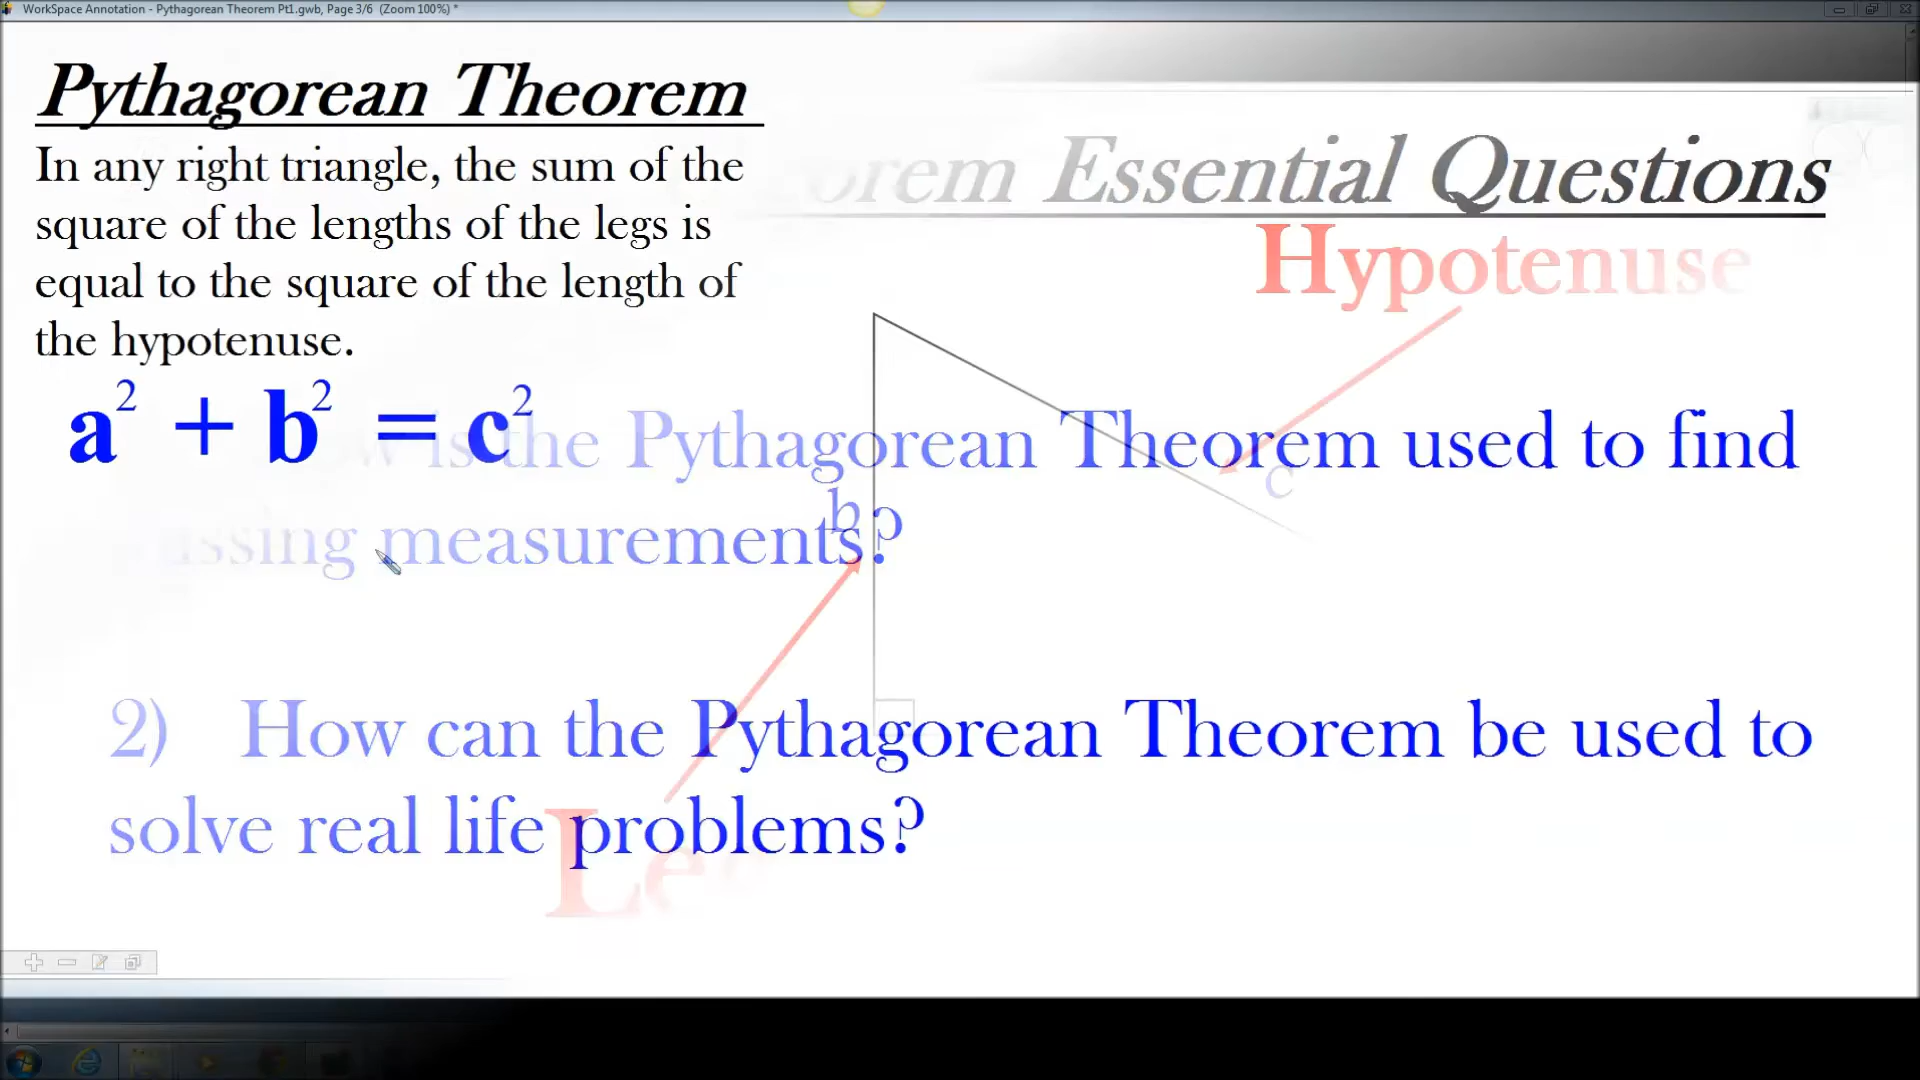 WorkSpace Annotation - Pythagorean Theorem Pt1.gwb, Page 3/6 (Zoom 100%) *
Pythagorean Theorem
In any right triangle, the sum of the
square of the lengths of the legs is
equal to the square of the length of
the hypotenuse.
a² + b² = c²
Essential Questions
Hypotenuse
is the Pythagorean Theorem used to find
measurements?
b
c
2) How can the Pythagorean Theorem be used to
solve real life problems?